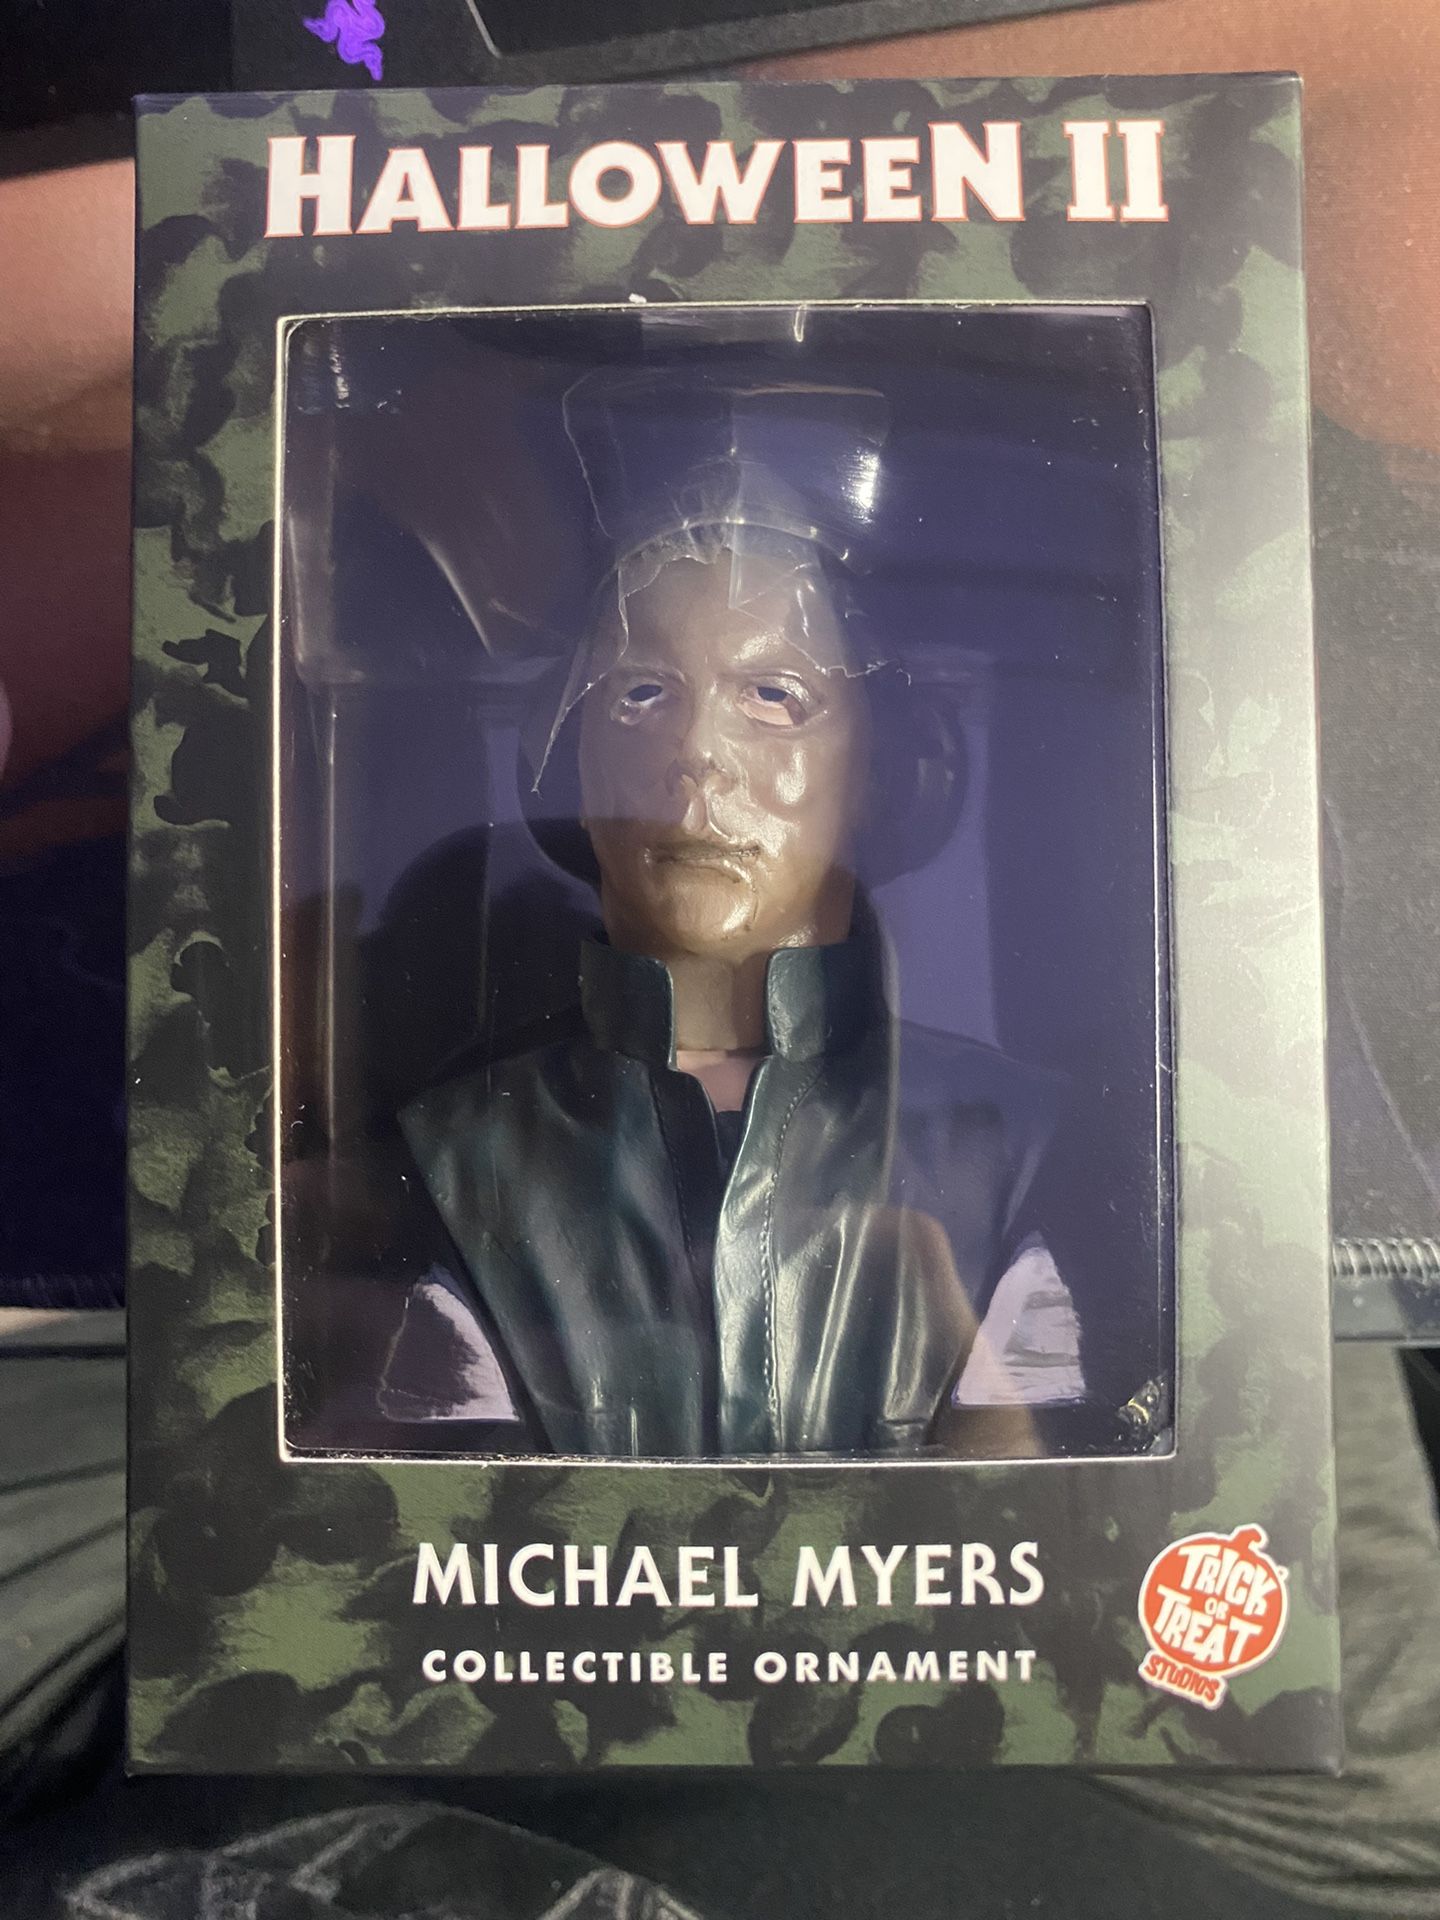 HALLOWEEN II
MICHAEL MYERS
COLLECTIBLE ORNAMENT
TRICK
OR
TREAT
STUDIOS